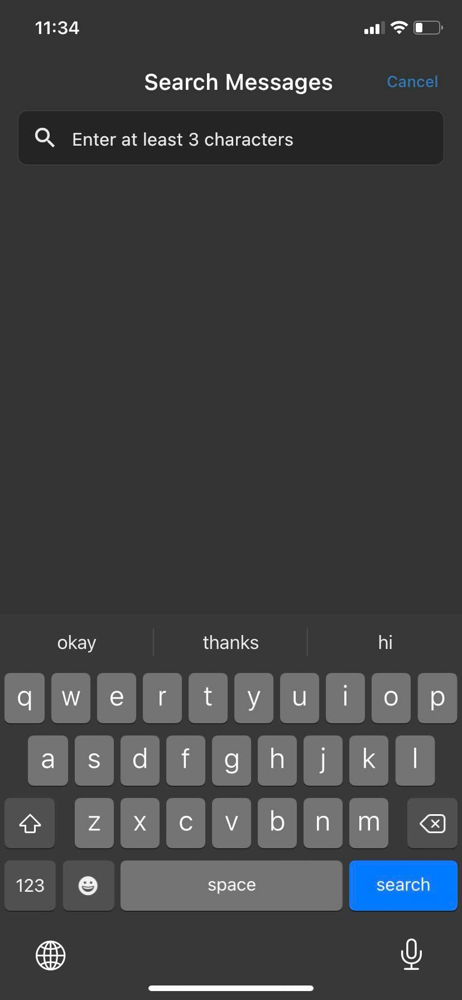 11:34
Search Messages Cancel
Enter at least 3 characters
okay thanks hi
q w e r t y u i o p
a s d f g h j k l
z x c v b n m
123 space search